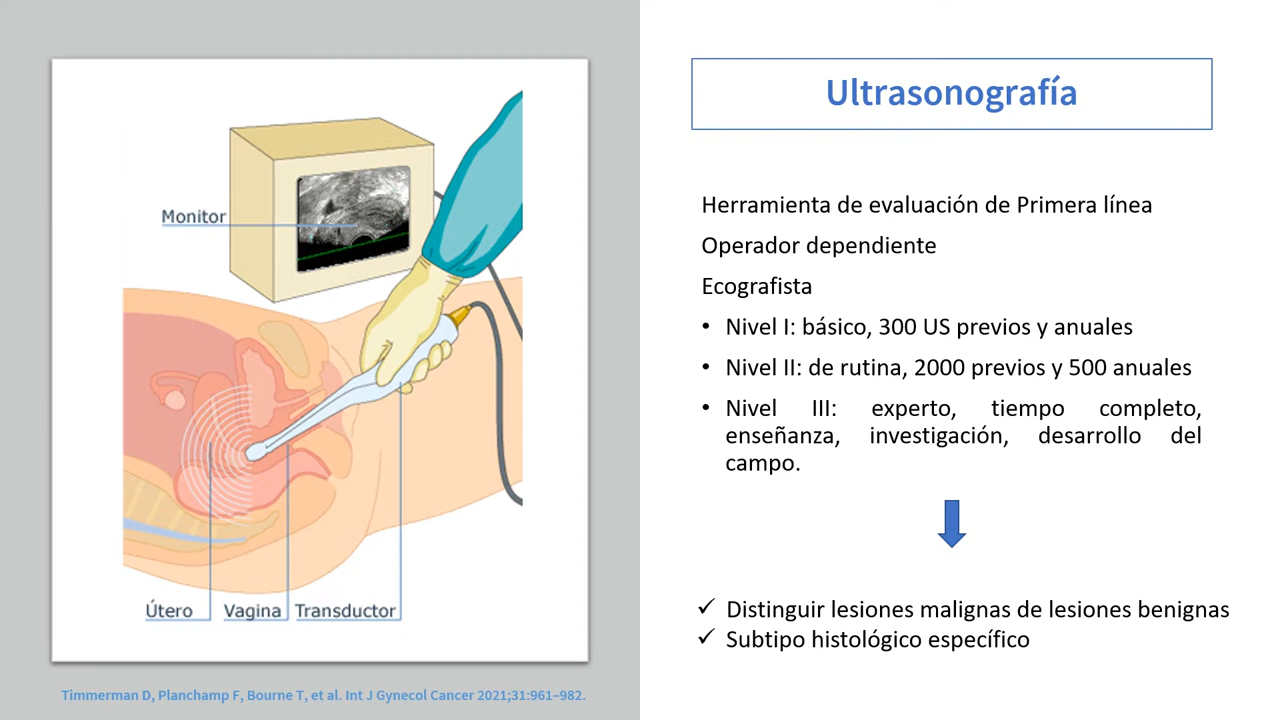 Monitor
Útero
Vagina
Transductor
Timmerman D, Planchamp F, Bourne T, et al. Int J Gynecol Cancer 2021;31:961–982.
Ultrasonografía
Herramienta de evaluación de Primera línea
Operador dependiente
Ecografista
• Nivel I: básico, 300 US previos y anuales
• Nivel II: de rutina, 2000 previos y 500 anuales
• Nivel III: experto, tiempo completo,
enseñanza, investigación, desarrollo del
campo.
✓ Distinguir lesiones malignas de lesiones benignas
✓ Subtipo histológico específico